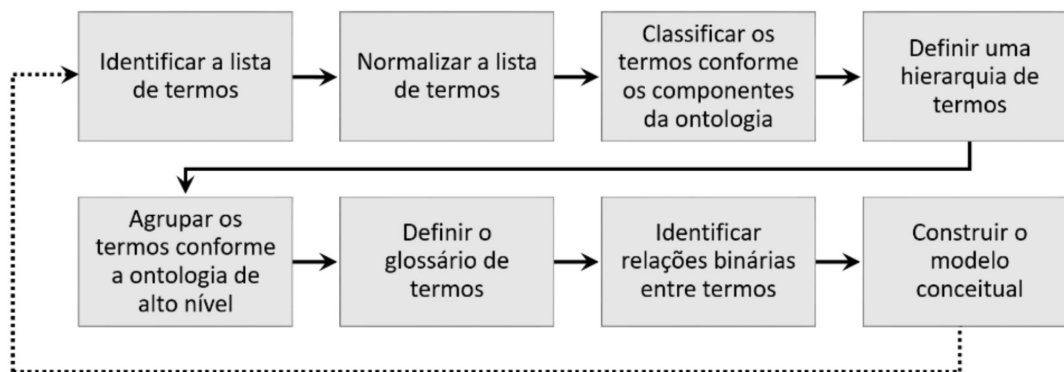 Identificar a lista
de termos
Normalizar a lista
de termos
Classificar os
termos conforme
os componentes
da ontologia
Definir uma
hierarquia de
termos
Agrupar os
termos conforme
a ontologia de
alto nível
Definir o
glossário de
termos
Identificar
relações binárias
entre termos
Construir o
modelo
conceitual